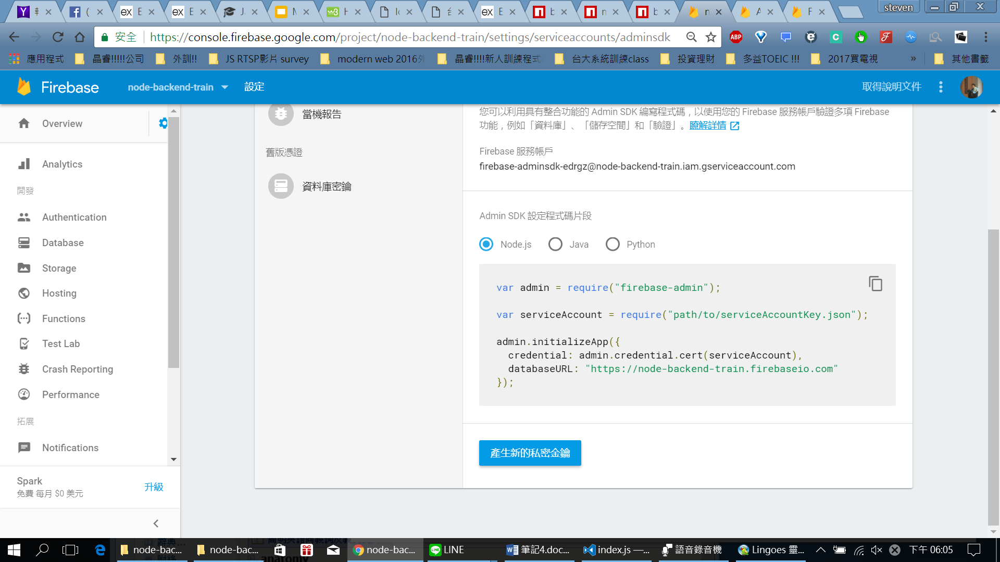 steven
安全
https://console.firebase.google.com/project/node-backend-train/settings/serviceaccounts/adminsdk
應用程式
晶睿!!!!!公司
外訓!!
JS RTSP影片 survey
modern web 2016外
晶睿!!!!新人訓練程式
台大系統訓練class
投資理財
多益TOEIC !!!
2017買電視
»
其他書籤
Firebase
node-backend-train
設定
取得說明文件
Overview
Analytics
開發
Authentication
Database
Storage
Hosting
Functions
Test Lab
Crash Reporting
Performance
拓展
Notifications
Spark
免費 每月 $0 美元
升級
當機報告
舊版憑證
資料庫密鑰
您可以利用具有整合功能的 Admin SDK 編寫程式碼，以使用您的 Firebase 服務帳戶驗證多項 Firebase
功能，例如「資料庫」、「儲存空間」和「驗證」。瞭解詳情
Firebase 服務帳戶
firebase-adminsdk-edrgz@node-backend-train.iam.gserviceaccount.com
Admin SDK 設定程式碼片段
Node.js
Java
Python
var admin = require("firebase-admin");
var serviceAccount = require("path/to/serviceAccountKey.json");
admin.initializeApp({
  credential: admin.credential.cert(serviceAccount),
  databaseURL: "https://node-backend-train.firebaseio.com"
});
產生新的私密金鑰
node-bac...
node-bac...
node-bac...
LINE
筆記4.doc...
index.js —...
語音錄音機
Lingoes 靈...
下午 06:05